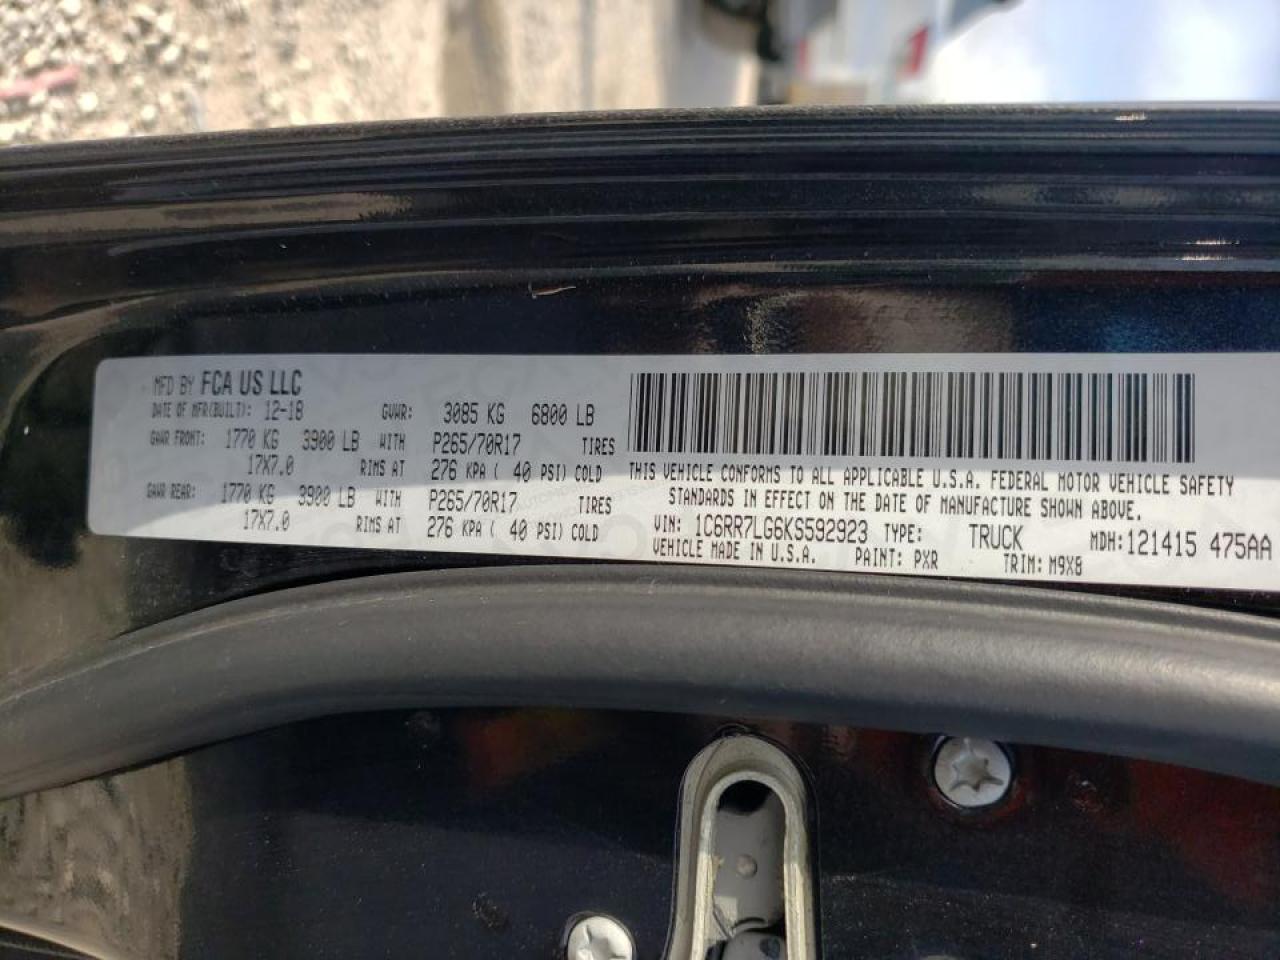 MFD BY FCA US LLC
DATE OF MFR(BUILT): 12-18 GVWR: 3085 KG 6800 LB
GAWR FRONT: 1770 KG 3900 LB WITH P265/70R17 TIRES
17X7.0 RIMS AT 276 KPA ( 40 PSI) COLD
GAWR REAR: 1770 KG 3900 LB WITH P265/70R17 TIRES
17X7.0 RIMS AT 276 KPA ( 40 PSI) COLD
THIS VEHICLE CONFORMS TO ALL APPLICABLE U.S.A. FEDERAL MOTOR VEHICLE SAFETY
STANDARDS IN EFFECT ON THE DATE OF MANUFACTURE SHOWN ABOVE.
VIN: 1C6RR7LG6KS592923 TYPE: TRUCK MDH: 121415 475AA
VEHICLE MADE IN U.S.A. PAINT: PXR TRIM: M9X8